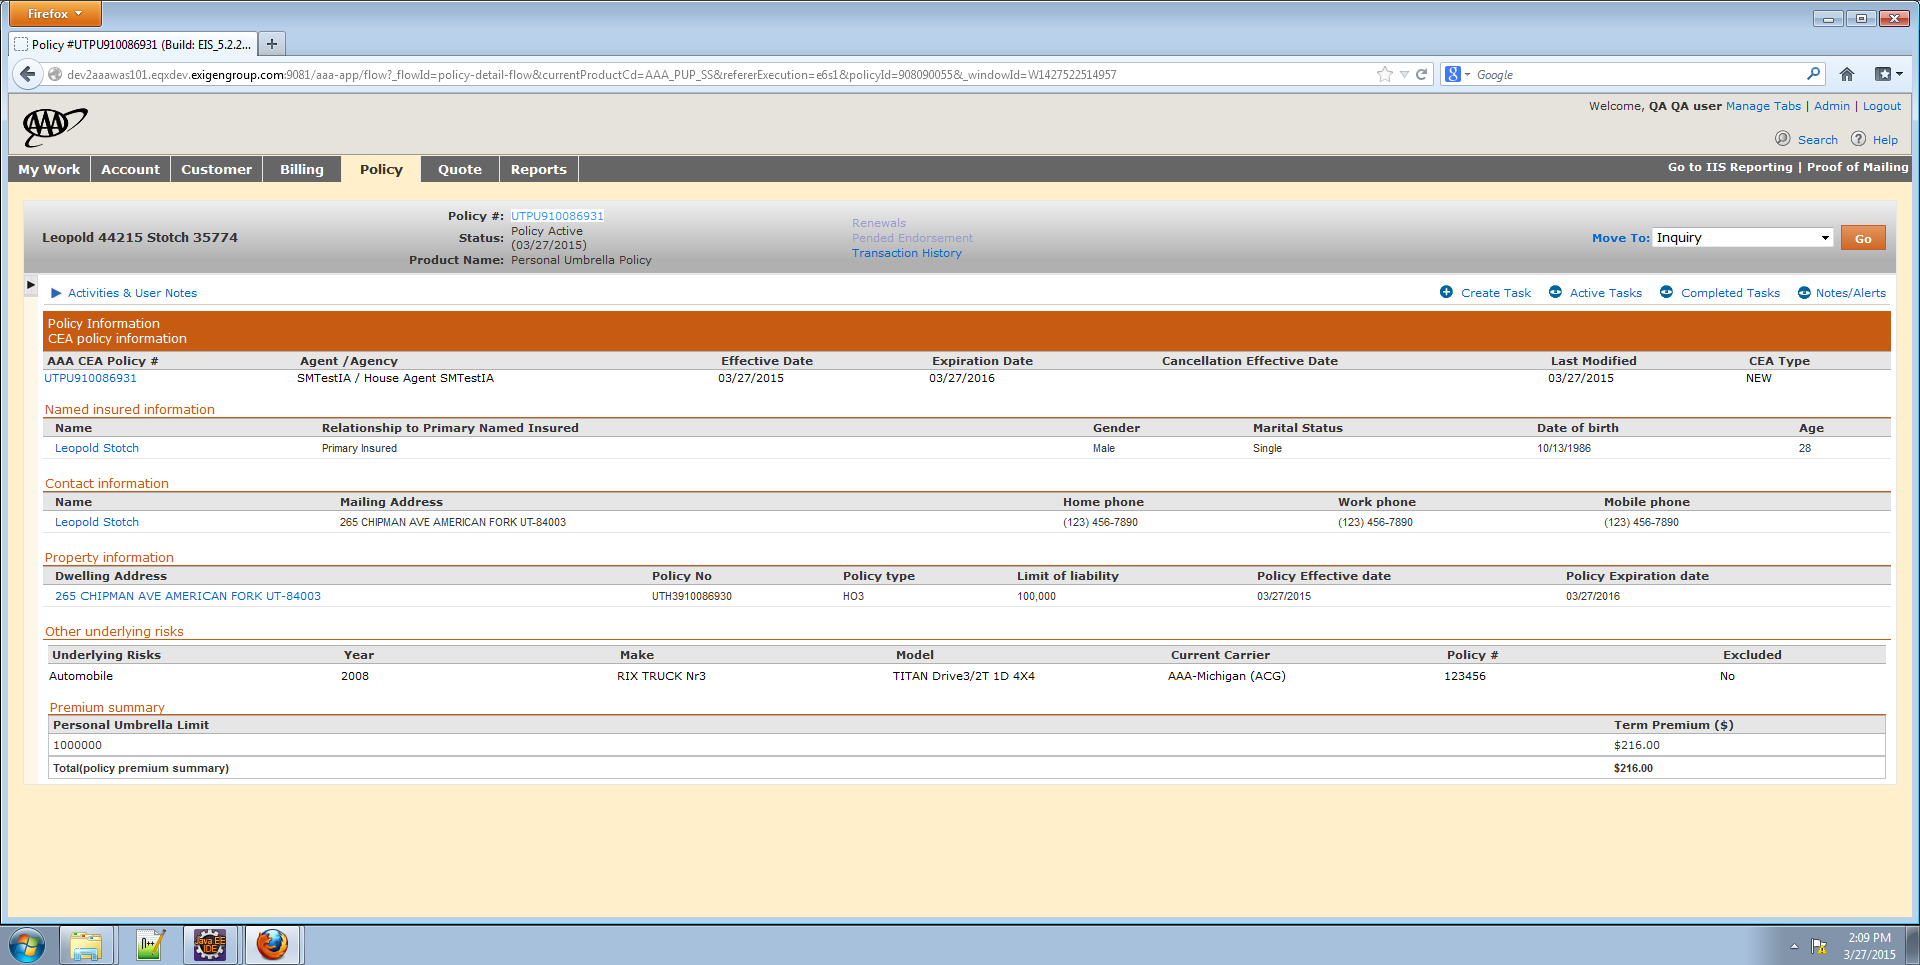 Firefox
Policy #UTPU910086931 (Build: EIS_5.2.2...
dev2aaawas101.eqxdev.exigengroup.com:9081/aaa-app/flow?_flowId=policy-detail-flow&currentProductCd=AAA_PUP_SS&refererExecution=e6s1&policyId=908090055&_windowId=W1427522514957
Google
AAA
Welcome, QA QA user Manage Tabs | Admin | Logout
Search Help
My Work Account Customer Billing Policy Quote Reports
Go to IIS Reporting | Proof of Mailing
Leopold 44215 Stotch 35774
Policy #: UTPU910086931
Status: Policy Active
(03/27/2015)
Product Name: Personal Umbrella Policy
Renewals
Pended Endorsement
Transaction History
Move To: Inquiry Go
Activities & User Notes
Create Task Active Tasks Completed Tasks Notes/Alerts
Policy Information
CEA policy information
AAA CEA Policy # Agent /Agency Effective Date Expiration Date Cancellation Effective Date Last Modified CEA Type
UTPU910086931 SMTestIA / House Agent SMTestIA 03/27/2015 03/27/2016 03/27/2015 NEW
Named insured information
Name Relationship to Primary Named Insured Gender Marital Status Date of birth Age
Leopold Stotch Primary Insured Male Single 10/13/1986 28
Contact information
Name Mailing Address Home phone Work phone Mobile phone
Leopold Stotch 265 CHIPMAN AVE AMERICAN FORK UT-84003 (123) 456-7890 (123) 456-7890 (123) 456-7890
Property information
Dwelling Address Policy No Policy type Limit of liability Policy Effective date Policy Expiration date
265 CHIPMAN AVE AMERICAN FORK UT-84003 UTH3910086930 HO3 100,000 03/27/2015 03/27/2016
Other underlying risks
Underlying Risks Year Make Model Current Carrier Policy # Excluded
Automobile 2008 RIX TRUCK Nr3 TITAN Drive3/2T 1D 4X4 AAA-Michigan (ACG) 123456 No
Premium summary
Personal Umbrella Limit Term Premium ($)
1000000 $216.00
Total(policy premium summary) $216.00
Java EE
IDE
2:09 PM
3/27/2015